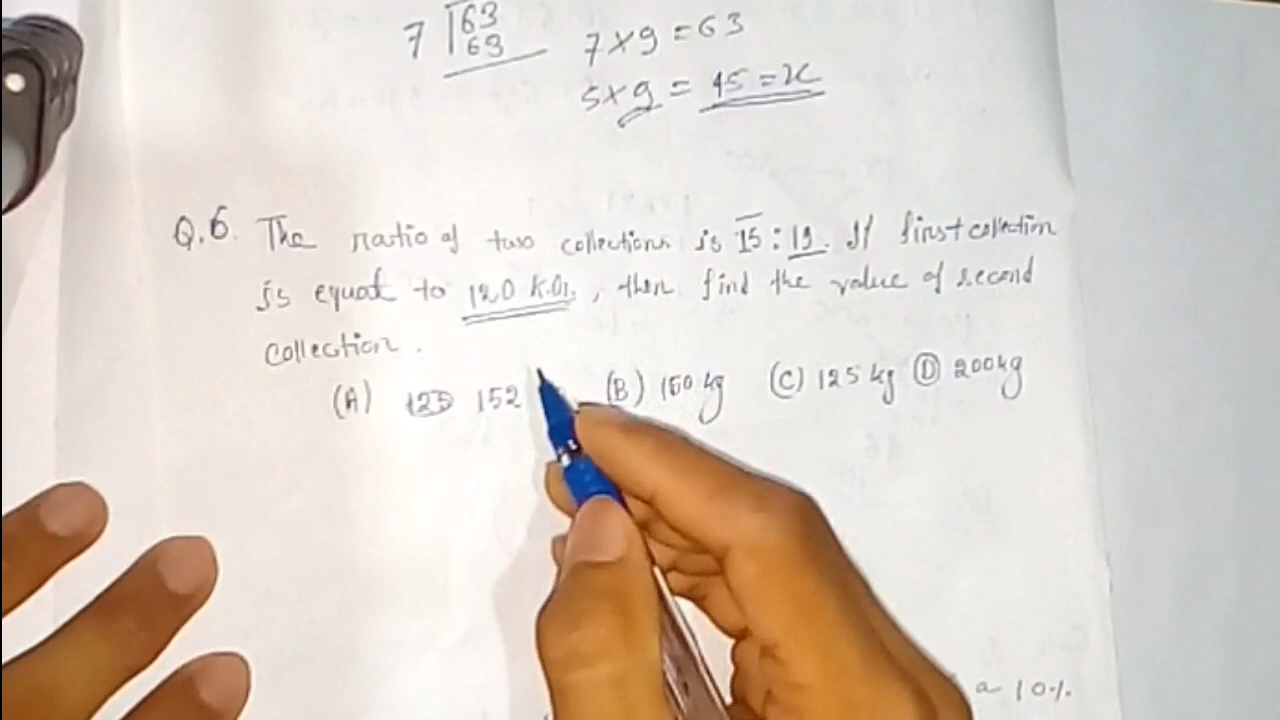 7 63 7 x 9 = 63
63
5 x 9 = 45 = x
Q.6. The ratio of two collections is 15 : 19. If first collection
is equal to 120 K.G., then find the value of second
collection.
(A) 152 (B) 150 kg (C) 125 kg (D) 200 kg
a 10%